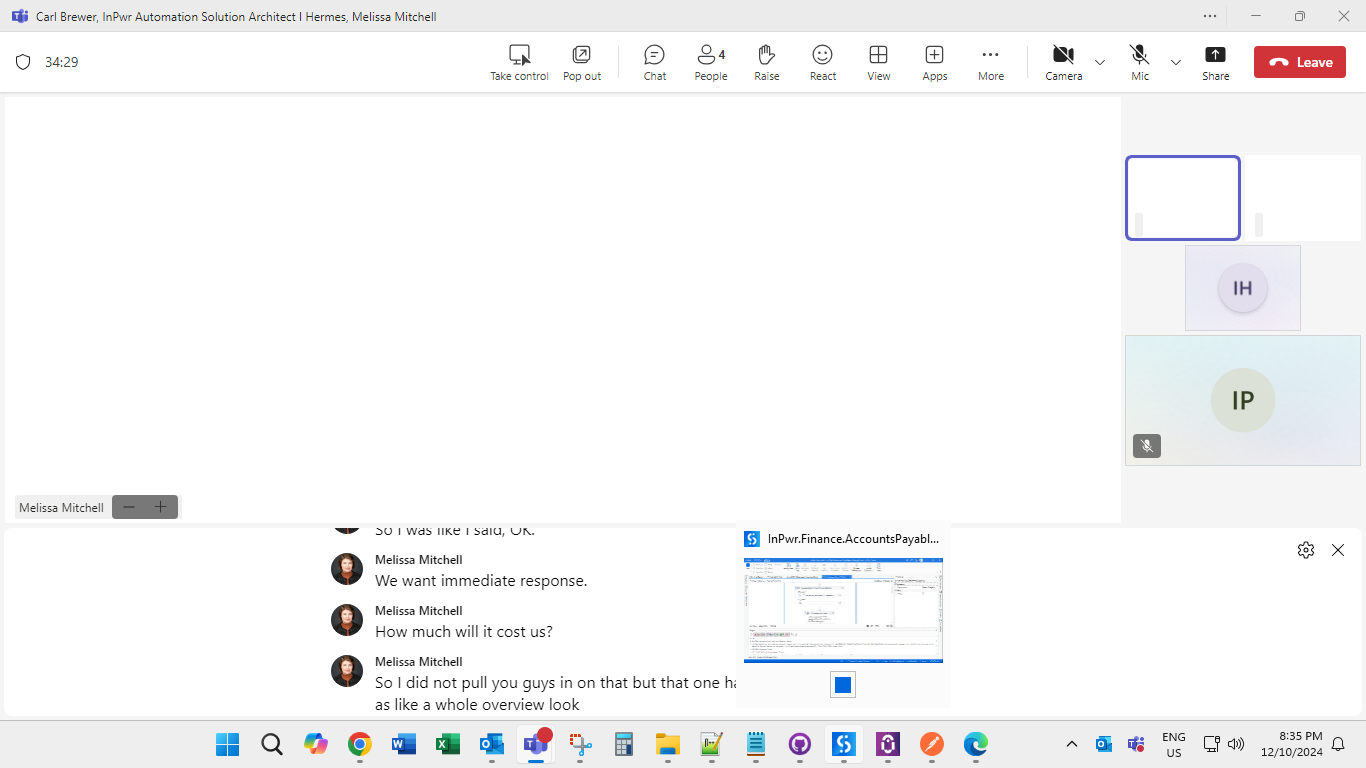 Carl Brewer, InPwr Automation Solution Architect I Hermes, Melissa Mitchell
34:29
Take control
Pop out
Chat
4
People
Raise
React
View
Apps
More
Camera
Mic
Share
Leave
IH
IP
Melissa Mitchell
So I was like I said, OK.
Melissa Mitchell
We want immediate response.
Melissa Mitchell
How much will it cost us?
Melissa Mitchell
So I did not pull you guys in on that but that one ha
as like a whole overview look
InPwr.Finance.AccountsPayabl...
ENG
US
8:35 PM
12/10/2024